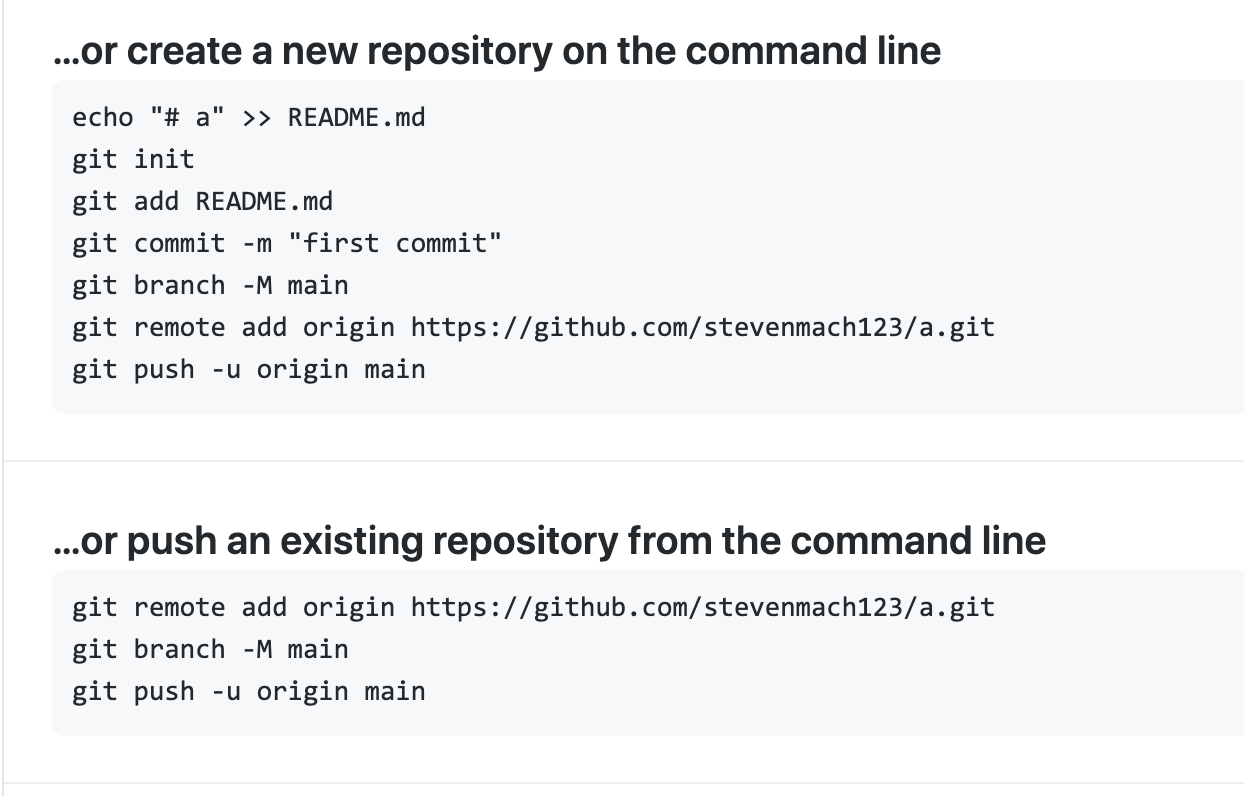 ...or create a new repository on the command line
echo "# a" >> README.md
git init
git add README.md
git commit -m "first commit"
git branch -M main
git remote add origin https://github.com/stevenmach123/a.git
git push -u origin main
...or push an existing repository from the command line
git remote add origin https://github.com/stevenmach123/a.git
git branch -M main
git push -u origin main